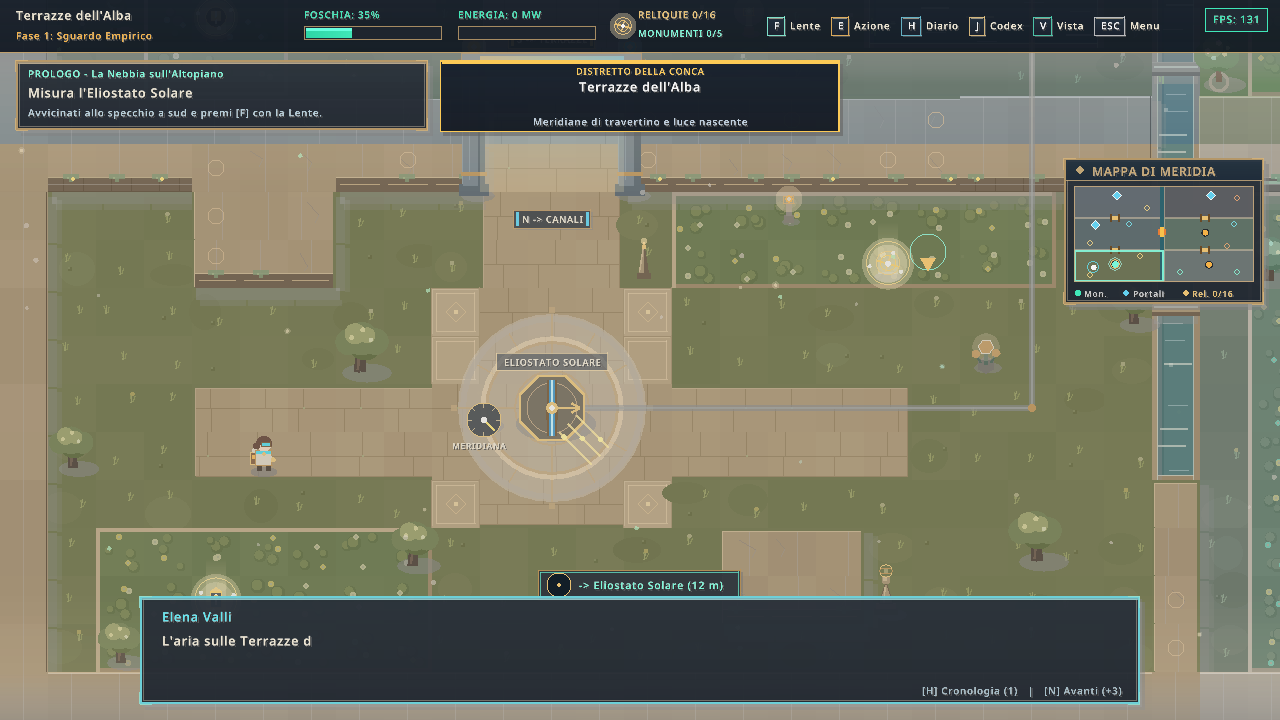 Terrazze dell'Alba
Fase 1: Sguardo Empirico
FOSCHIA: 35%
ENERGIA: 0 MW
RELIQUIE 0/16
MONUMENTI 0/5
F Lente
E Azione
H Diario
J Codex
V Vista
ESC Menu
FPS: 131
PROLOGO - La Nebbia sull'Altopiano
Misura l'Eliostato Solare
Avvicinati allo specchio a sud e premi [F] con la Lente.
DISTRETTO DELLA CONCA
Terrazze dell'Alba
Meridiane di travertino e luce nascente
MAPPA DI MERIDIA
Mon.
Portali
Rel. 0/16
N -> CANALI
ELIOSTATO SOLARE
MERIDIANA
-> Eliostato Solare (12 m)
Elena Valli
L'aria sulle Terrazze d
[H] Cronologia (1) | [N] Avanti (+3)